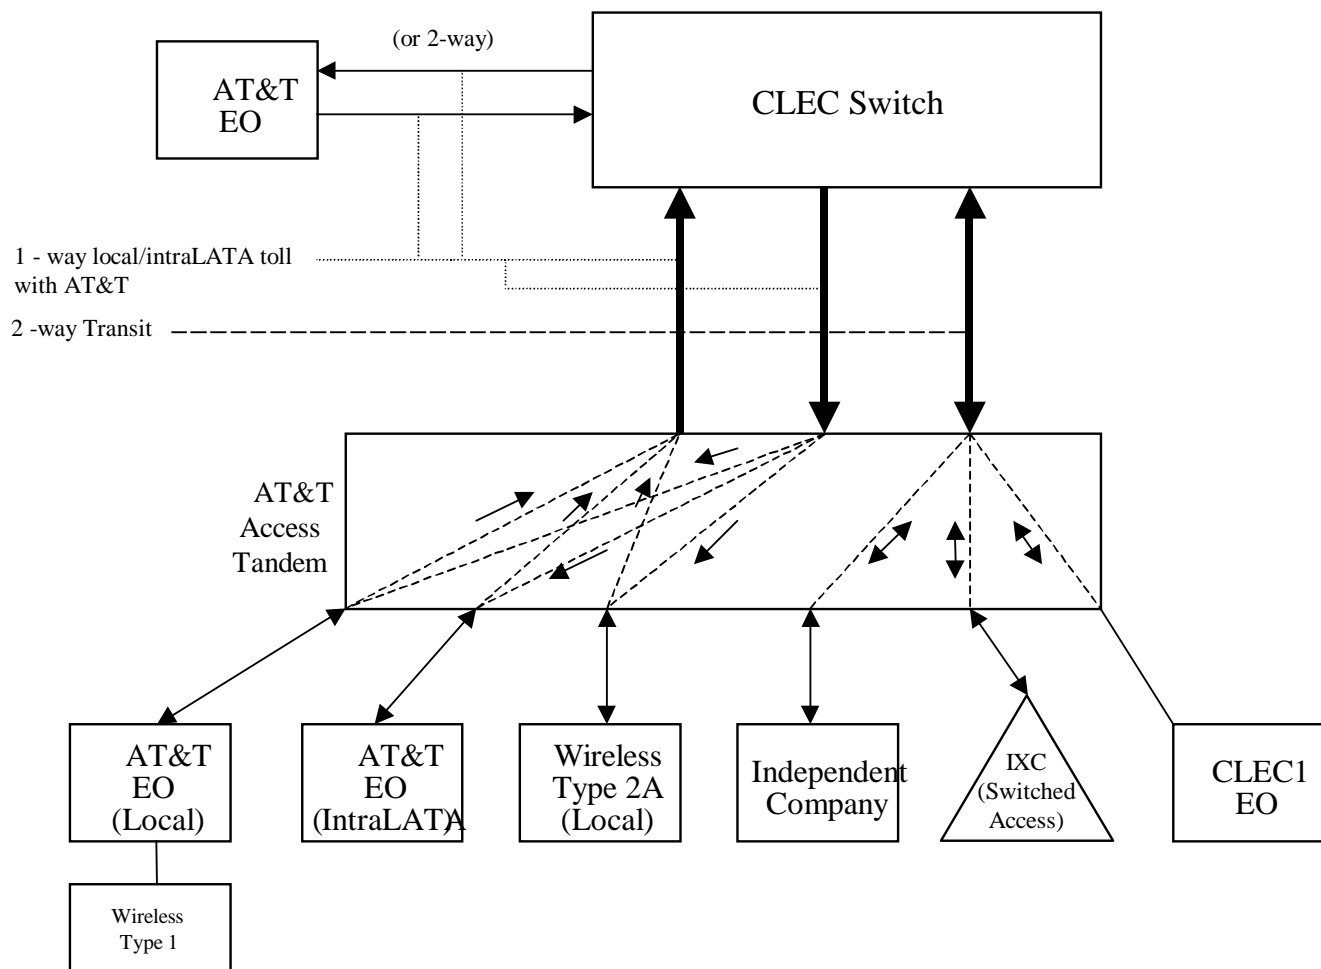 (or 2-way)
AT&T
EO
CLEC Switch
1 - way local/intraLATA toll
with AT&T
2 -way Transit
AT&T
Access
Tandem
AT&T
EO
(Local)
AT&T
EO
(IntraLAT)A
Wireless
Type 2A
(Local)
Independent
Company
IXC
(Switched
Access)
CLEC1
EO
Wireless
Type 1